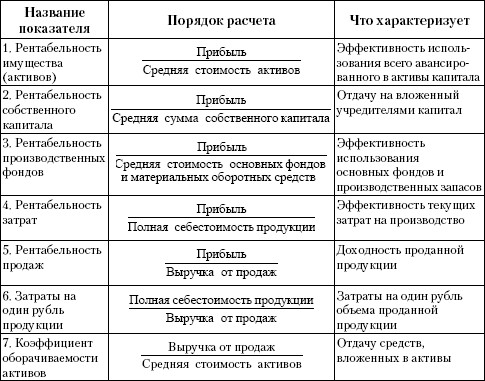 Название
показателя
Порядок расчета
Что характеризует
1. Рентабельность
имущества
(активов)
Прибыль
Средняя стоимость активов
Эффективность исполь-
зования всего авансиро-
ванного в активы капитала
2. Рентабельность
собственного
капитала
Прибыль
Средняя сумма собственного капитала
Отдачу на вложенный
учредителями капитал
3. Рентабельность
производственных
фондов
Прибыль
Средняя стоимость основных фондов
и материальных оборотных средств
Эффективность
использования
основных фондов и
производственных запасов
4. Рентабельность
затрат
Прибыль
Полная себестоимость продукции
Эффективность текущих
затрат на производство
5. Рентабельность
продаж
Прибыль
Выручка от продаж
Доходность проданной
продукции
6. Затраты на
один рубль
продукции
Полная себестоимость продукции
Выручка от продаж
Затраты на один рубль
объема проданной
продукции
7. Коэффициент
оборачиваемости
активов
Выручка от продаж
Средняя стоимость активов
Отдачу средств,
вложенных в активы